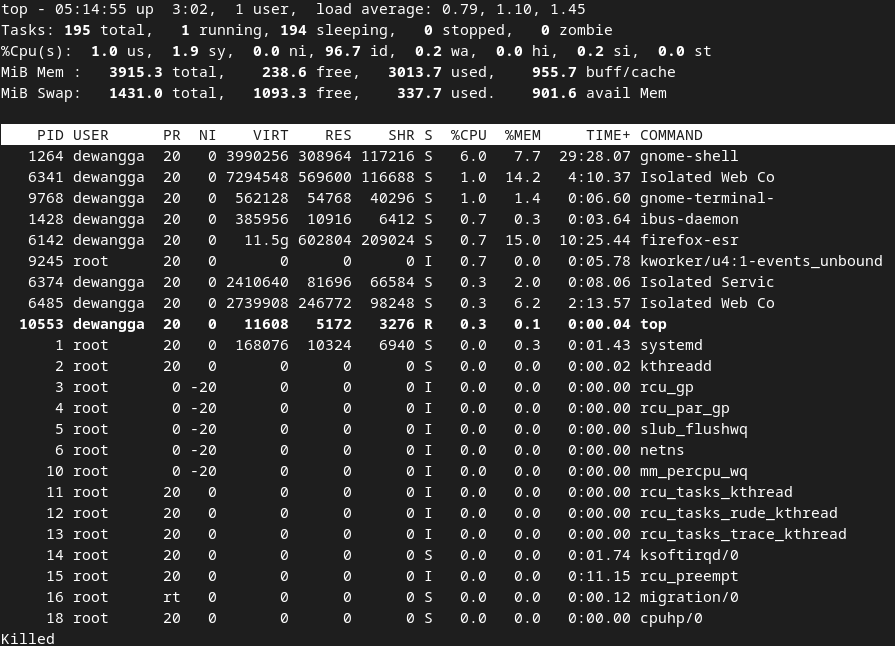 top - 05:14:55 up  3:02,  1 user,  load average: 0.79, 1.10, 1.45
Tasks: 195 total,   1 running, 194 sleeping,   0 stopped,   0 zombie
%Cpu(s):  1.0 us,  1.9 sy,  0.0 ni, 96.7 id,  0.2 wa,  0.0 hi,  0.2 si,  0.0 st
MiB Mem :   3915.3 total,    238.6 free,   3013.7 used,    955.7 buff/cache
MiB Swap:   1431.0 total,   1093.3 free,    337.7 used.    901.6 avail Mem
    PID USER      PR  NI    VIRT    RES    SHR S  %CPU  %MEM     TIME+ COMMAND
   1264 dewangga  20   0 3990256 308964 117216 S   6.0   7.7  29:28.07 gnome-shell
   6341 dewangga  20   0 7294548 569600 116688 S   1.0  14.2   4:10.37 Isolated Web Co
   9768 dewangga  20   0  562128  54768  40296 S   1.0   1.4   0:06.60 gnome-terminal-
   1428 dewangga  20   0  385956  10916   6412 S   0.7   0.3   0:03.64 ibus-daemon
   6142 dewangga  20   0   11.5g 602804 209024 S   0.7  15.0  10:25.44 firefox-esr
   9245 root      20   0       0      0      0 I   0.7   0.0   0:05.78 kworker/u4:1-events_unbound
   6374 dewangga  20   0 2410640  81696  66584 S   0.3   2.0   0:08.06 Isolated Servic
   6485 dewangga  20   0 2739908 246772  98248 S   0.3   6.2   2:13.57 Isolated Web Co
  10553 dewangga  20   0   11608   5172   3276 R   0.3   0.1   0:00.04 top
      1 root      20   0  168076  10324   6940 S   0.0   0.3   0:01.43 systemd
      2 root      20   0       0      0      0 S   0.0   0.0   0:00.02 kthreadd
      3 root       0 -20       0      0      0 I   0.0   0.0   0:00.00 rcu_gp
      4 root       0 -20       0      0      0 I   0.0   0.0   0:00.00 rcu_par_gp
      5 root       0 -20       0      0      0 I   0.0   0.0   0:00.00 slub_flushwq
      6 root       0 -20       0      0      0 I   0.0   0.0   0:00.00 netns
     10 root       0 -20       0      0      0 I   0.0   0.0   0:00.00 mm_percpu_wq
     11 root      20   0       0      0      0 I   0.0   0.0   0:00.00 rcu_tasks_kthread
     12 root      20   0       0      0      0 I   0.0   0.0   0:00.00 rcu_tasks_rude_kthread
     13 root      20   0       0      0      0 I   0.0   0.0   0:00.00 rcu_tasks_trace_kthread
     14 root      20   0       0      0      0 S   0.0   0.0   0:01.74 ksoftirqd/0
     15 root      20   0       0      0      0 I   0.0   0.0   0:11.15 rcu_preempt
     16 root      rt   0       0      0      0 S   0.0   0.0   0:00.12 migration/0
     18 root      20   0       0      0      0 S   0.0   0.0   0:00.00 cpuhp/0
Killed